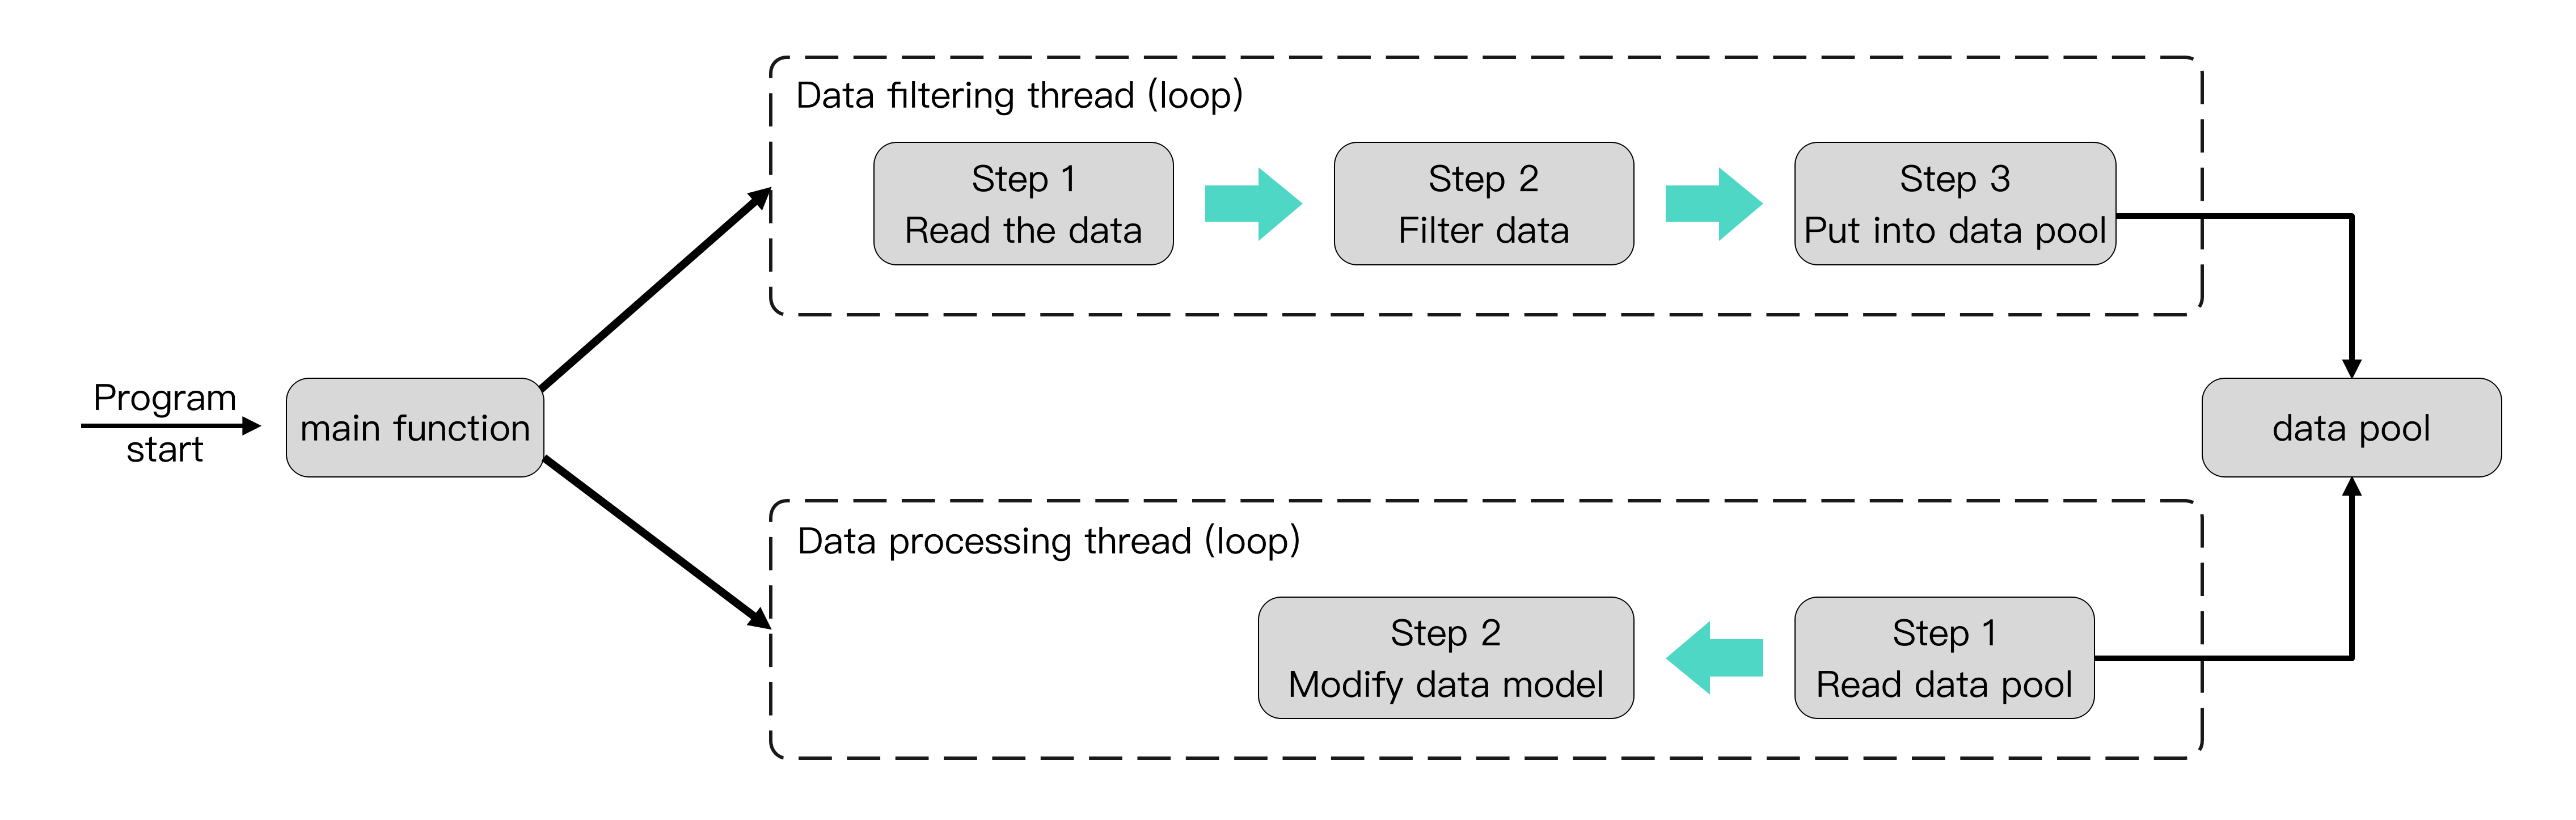 Data filtering thread (loop)
Step 1
Read the data
Step 2
Filter data
Step 3
Put into data pool
Program
start
main function
data pool
Data processing thread (loop)
Step 2
Modify data model
Step 1
Read data pool